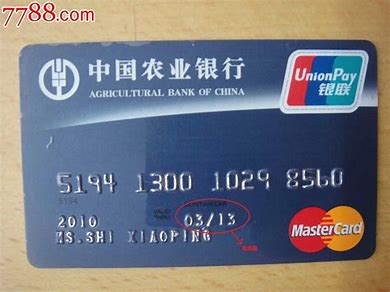 7788.com
中国农业银行
AGRICULTURAL BANK OF CHINA
UnionPay
银联
5194 1300 1029 8560
5194
MONTH/YEAR
VALID
THRU
2010 03/13
MS.SHI XIAOPING
MasterCard